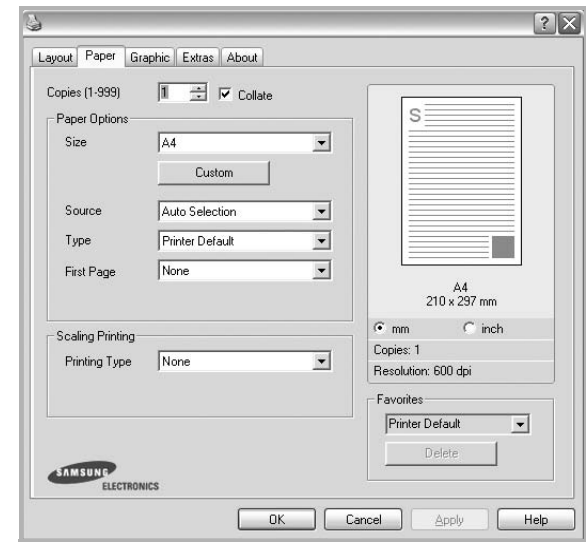 Layout Paper Graphic Extras About
Copies (1-999) 1 Collate
Paper Options
Size A4
Custom
Source Auto Selection
Type Printer Default
First Page None
Scaling Printing
Printing Type None
SAMSUNG
ELECTRONICS
S
A4
210 x 297 mm
mm inch
Copies: 1
Resolution: 600 dpi
Favorites
Printer Default
Delete
OK Cancel Apply Help